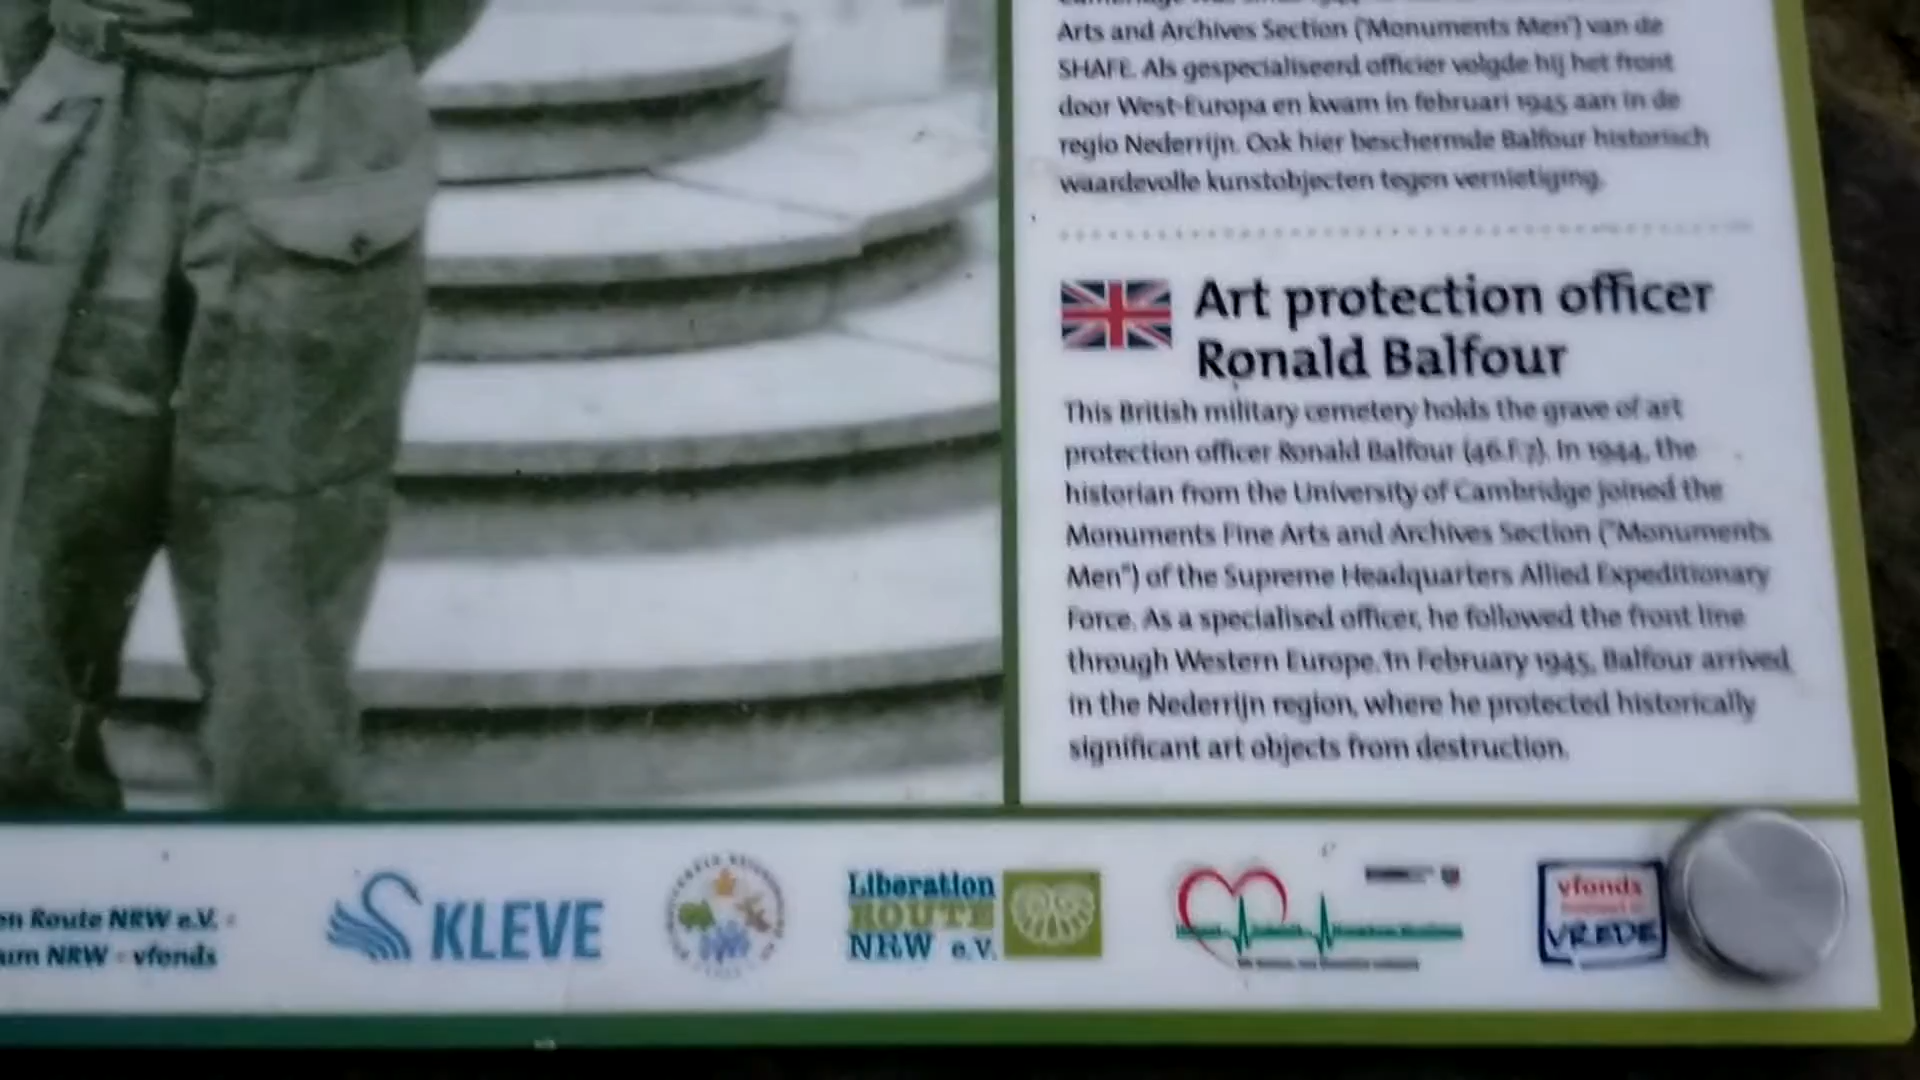 Arts and Archives Section ('Monuments Men') van de
SHAFE. Als gespecialiseerd officier volgde hij het front
door West-Europa en kwam in februari 1945 aan in de
regio Nederrijn. Ook hier beschermde Balfour historisch
waardevolle kunstobjecten tegen vernietiging.
Art protection officer
Ronald Balfour
This British military cemetery holds the grave of art
protection officer Ronald Balfour (46.F.7). In 1944, the
historian from the University of Cambridge joined the
Monuments Fine Arts and Archives Section ("Monuments
Men") of the Supreme Headquarters Allied Expeditionary
Force. As a specialised officer, he followed the front line
through Western Europe. In February 1945, Balfour arrived
in the Nederrijn region, where he protected historically
significant art objects from destruction.
en Route NRW e.V. -
um NRW - vfonds
KLEVE
Liberation
ROUTE
NRW e.V.
vfonds
VREDE